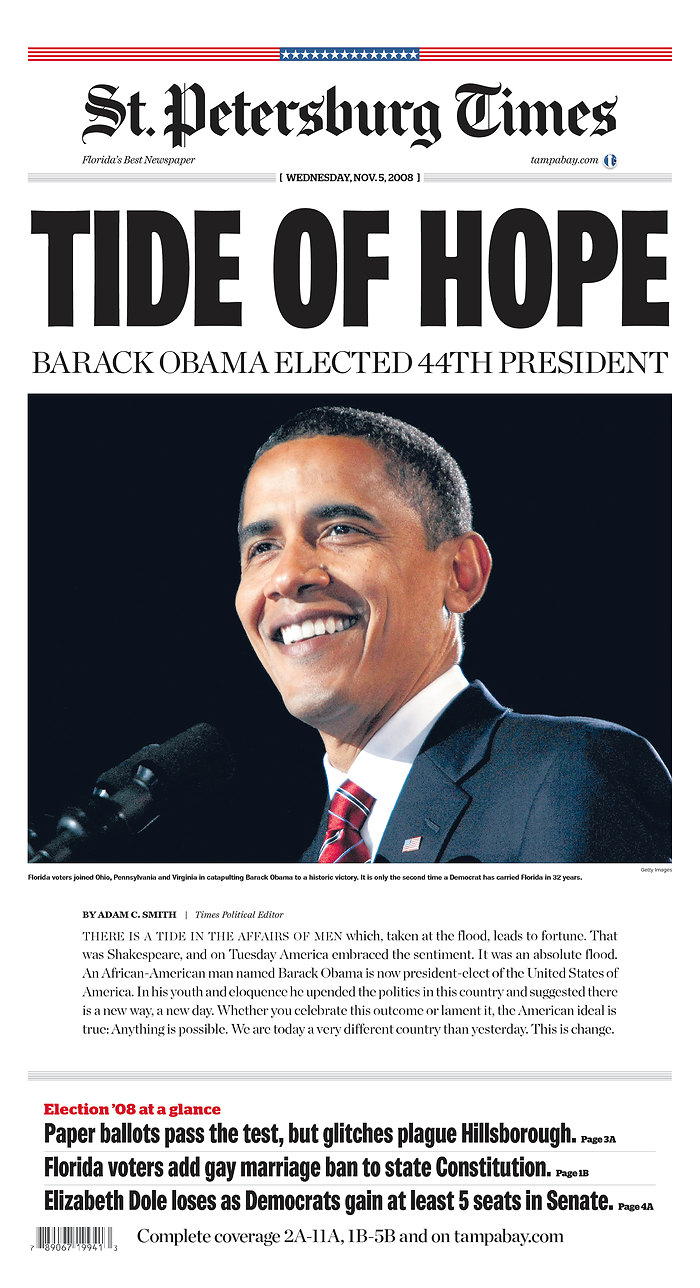 St. Petersburg Times
Florida's Best Newspaper
tampabay.com
[ WEDNESDAY, NOV. 5, 2008 ]
TIDE OF HOPE
BARACK OBAMA ELECTED 44TH PRESIDENT
Getty Images
Florida voters joined Ohio, Pennsylvania and Virginia in catapulting Barack Obama to a historic victory. It is only the second time a Democrat has carried Florida in 32 years.
BY ADAM C. SMITH | Times Political Editor
THERE IS A TIDE IN THE AFFAIRS OF MEN which, taken at the flood, leads to fortune. That
was Shakespeare, and on Tuesday America embraced the sentiment. It was an absolute flood.
An African-American man named Barack Obama is now president-elect of the United States of
America. In his youth and eloquence he upended the politics in this country and suggested there
is a new way, a new day. Whether you celebrate this outcome or lament it, the American ideal is
true: Anything is possible. We are today a very different country than yesterday. This is change.
Election '08 at a glance
Paper ballots pass the test, but glitches plague Hillsborough. Page 3A
Florida voters add gay marriage ban to state Constitution. Page 1B
Elizabeth Dole loses as Democrats gain at least 5 seats in Senate. Page 4A
7 89067 19941 3
Complete coverage 2A-11A, 1B-5B and on tampabay.com